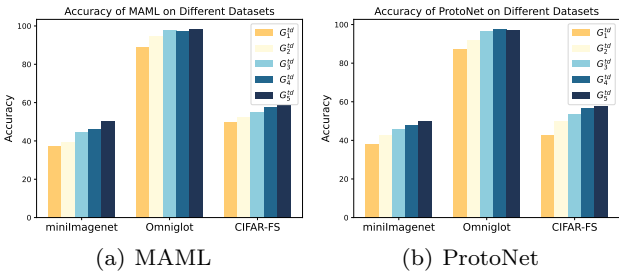 Accuracy of MAML on Different Datasets
Accuracy
100
80
60
40
20
0
miniImagenet Omniglot CIFAR-FS
G_1^{td}
G_2^{td}
G_3^{td}
G_4^{td}
G_5^{td}
(a) MAML
Accuracy of ProtoNet on Different Datasets
Accuracy
100
80
60
40
20
0
miniImagenet Omniglot CIFAR-FS
G_1^{td}
G_2^{td}
G_3^{td}
G_4^{td}
G_5^{td}
(b) ProtoNet